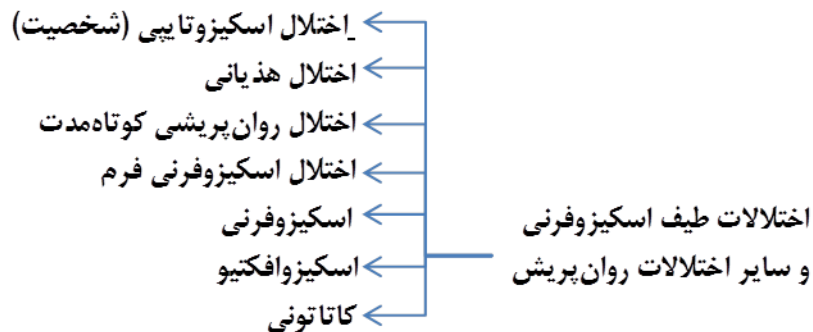 اختلالات طیف اسکیزوفرنی
و سایر اختلالات روان‌پریش
اختلال اسکیزوتایپی (شخصیت)
اختلال هذیانی
اختلال روان‌پریشی کوتاه‌مدت
اختلال اسکیزوفرنی فرم
اسکیزوفرنی
اسکیزوافکتیو
کاتاتونی